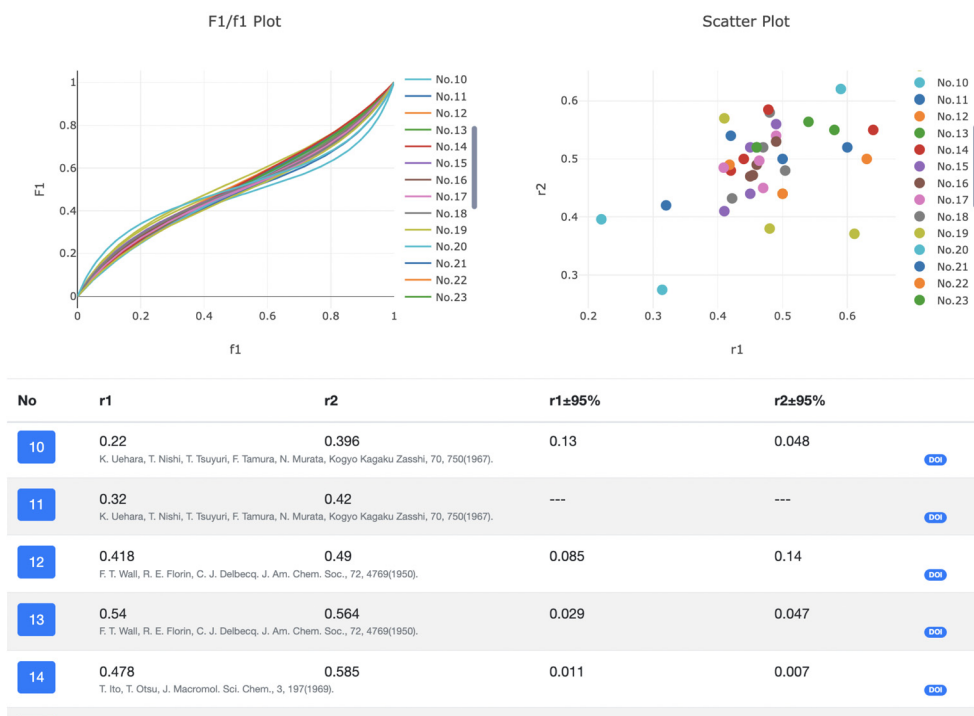 F1/f1 Plot
1
0.8
0.6
0.4
0.2
0
0 0.2 0.4 0.6 0.8 1
F1
f1
No.10
No.11
No.12
No.13
No.14
No.15
No.16
No.17
No.18
No.19
No.20
No.21
No.22
No.23
Scatter Plot
0.6
0.5
0.4
0.3
0.2 0.3 0.4 0.5 0.6
r2
r1
No.10
No.11
No.12
No.13
No.14
No.15
No.16
No.17
No.18
No.19
No.20
No.21
No.22
No.23
No r1 r2 r1±95% r2±95%
10 0.22 0.396 0.13 0.048
K. Uehara, T. Nishi, T. Tsuyuri, F. Tamura, N. Murata, Kogyo Kagaku Zasshi, 70, 750(1967). DOI
11 0.32 0.42 --- ---
K. Uehara, T. Nishi, T. Tsuyuri, F. Tamura, N. Murata, Kogyo Kagaku Zasshi, 70, 750(1967). DOI
12 0.418 0.49 0.085 0.14
F. T. Wall, R. E. Florin, C. J. Delbecq. J. Am. Chem. Soc., 72, 4769(1950). DOI
13 0.54 0.564 0.029 0.047
F. T. Wall, R. E. Florin, C. J. Delbecq. J. Am. Chem. Soc., 72, 4769(1950). DOI
14 0.478 0.585 0.011 0.007
T. Ito, T. Otsu, J. Macromol. Sci. Chem., 3, 197(1969). DOI